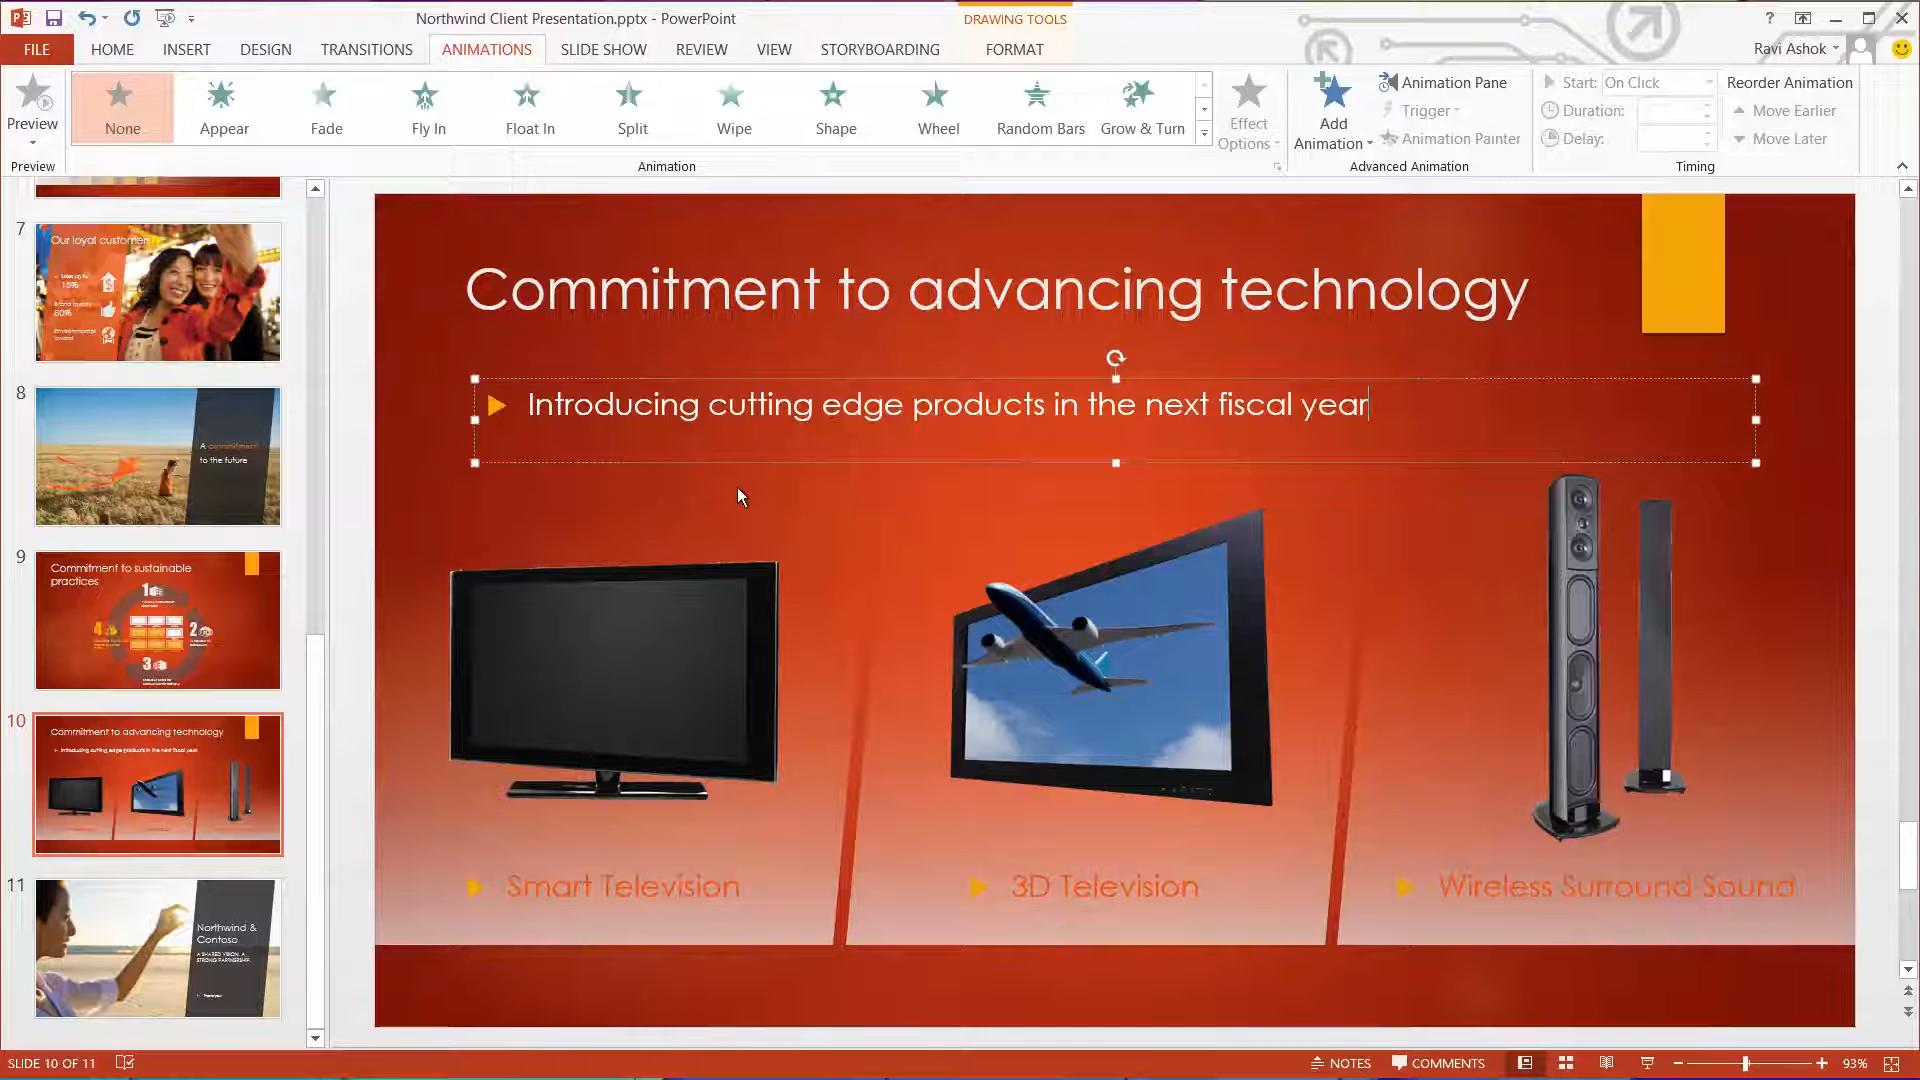 Northwind Client Presentation.pptx - PowerPoint
DRAWING TOOLS
?
FILE
HOME
INSERT
DESIGN
TRANSITIONS
ANIMATIONS
SLIDE SHOW
REVIEW
VIEW
STORYBOARDING
FORMAT
Ravi Ashok
Preview
None
Appear
Fade
Fly In
Float In
Split
Wipe
Shape
Wheel
Random Bars
Grow & Turn
Effect
Options
Add
Animation
Animation Pane
Trigger
Animation Painter
Start: On Click
Duration:
Delay:
Reorder Animation
Move Earlier
Move Later
Preview
Animation
Advanced Animation
Timing
7
Our loyal customers
Sales up by
15%
Brand loyalty
80%
Environmental
award
8
A commitment
to the future
9
Commitment to sustainable
practices
1
2
3
4
10
Commitment to advancing technology
Introducing cutting edge products in the next fiscal year
11
Northwind &
Contoso
A SHARED VISION. A
STRONG PARTNERSHIP.
Commitment to advancing technology
Introducing cutting edge products in the next fiscal year
Smart Television
3D Television
Wireless Surround Sound
SLIDE 10 OF 11
NOTES
COMMENTS
93%